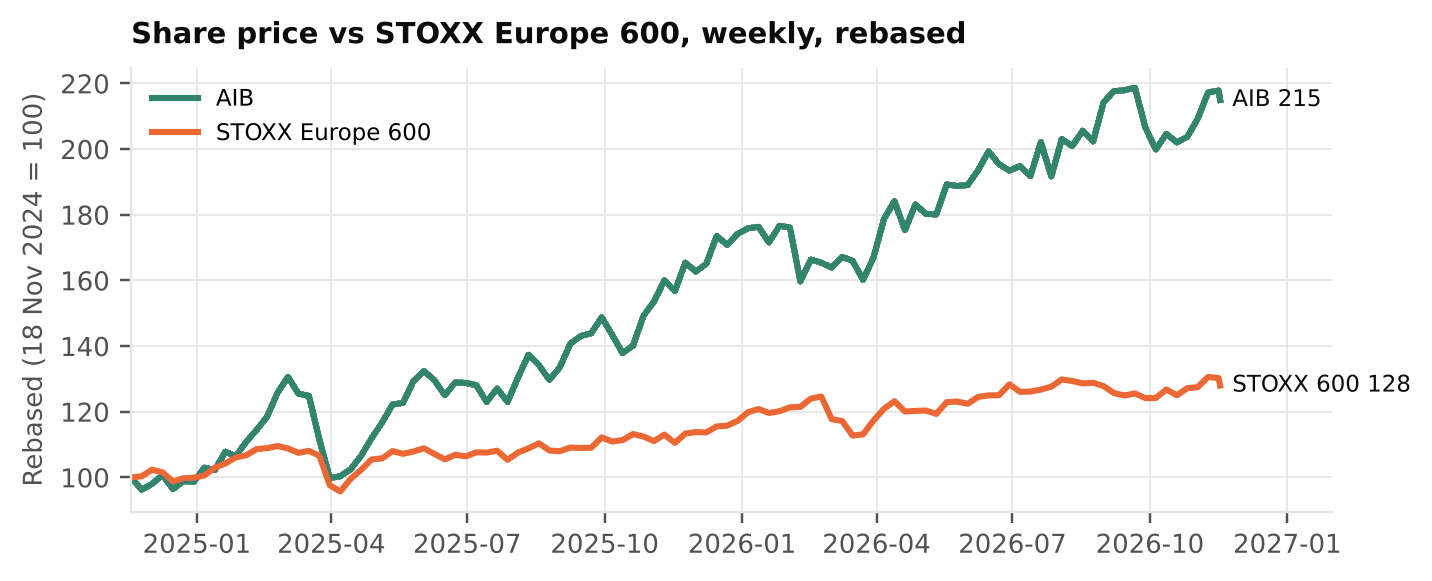 Share price vs STOXX Europe 600, weekly, rebased
Rebased (18 Nov 2024 = 100)
220
200
180
160
140
120
100
AIB
STOXX Europe 600
AIB 215
STOXX 600 128
2025-01
2025-04
2025-07
2025-10
2026-01
2026-04
2026-07
2026-10
2027-01